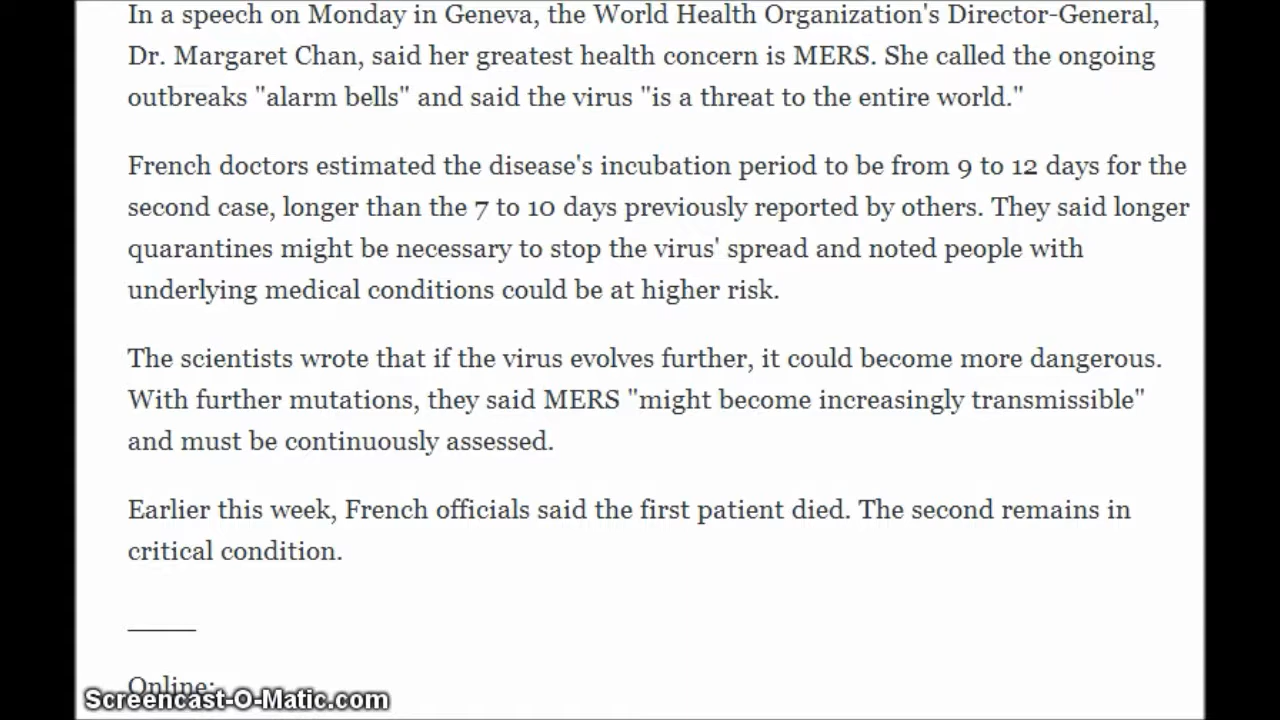 In a speech on Monday in Geneva, the World Health Organization's Director-General,
Dr. Margaret Chan, said her greatest health concern is MERS. She called the ongoing
outbreaks "alarm bells" and said the virus "is a threat to the entire world."
French doctors estimated the disease's incubation period to be from 9 to 12 days for the
second case, longer than the 7 to 10 days previously reported by others. They said longer
quarantines might be necessary to stop the virus' spread and noted people with
underlying medical conditions could be at higher risk.
The scientists wrote that if the virus evolves further, it could become more dangerous.
With further mutations, they said MERS "might become increasingly transmissible"
and must be continuously assessed.
Earlier this week, French officials said the first patient died. The second remains in
critical condition.
_____
Online:
Screencast-O-Matic.com